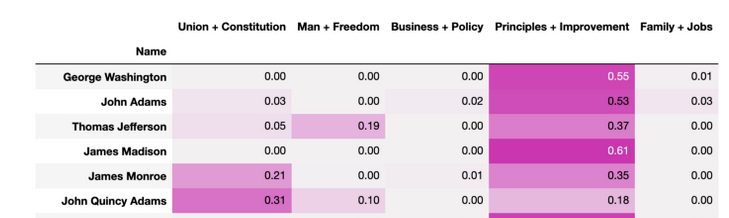 Union + Constitution Man + Freedom Business + Policy Principles + Improvement Family + Jobs
Name
George Washington 0.00 0.00 0.00 0.55 0.01
John Adams 0.03 0.00 0.02 0.53 0.03
Thomas Jefferson 0.05 0.19 0.00 0.37 0.00
James Madison 0.00 0.00 0.00 0.61 0.00
James Monroe 0.21 0.00 0.01 0.35 0.00
John Quincy Adams 0.31 0.10 0.00 0.18 0.00